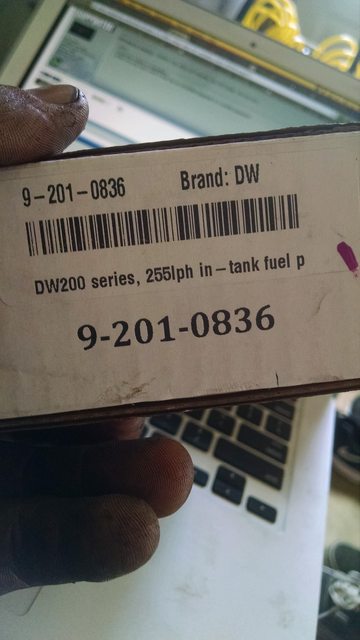 9-201-0836 Brand: DW
DW200 series, 255lph in-tank fuel p
9-201-0836